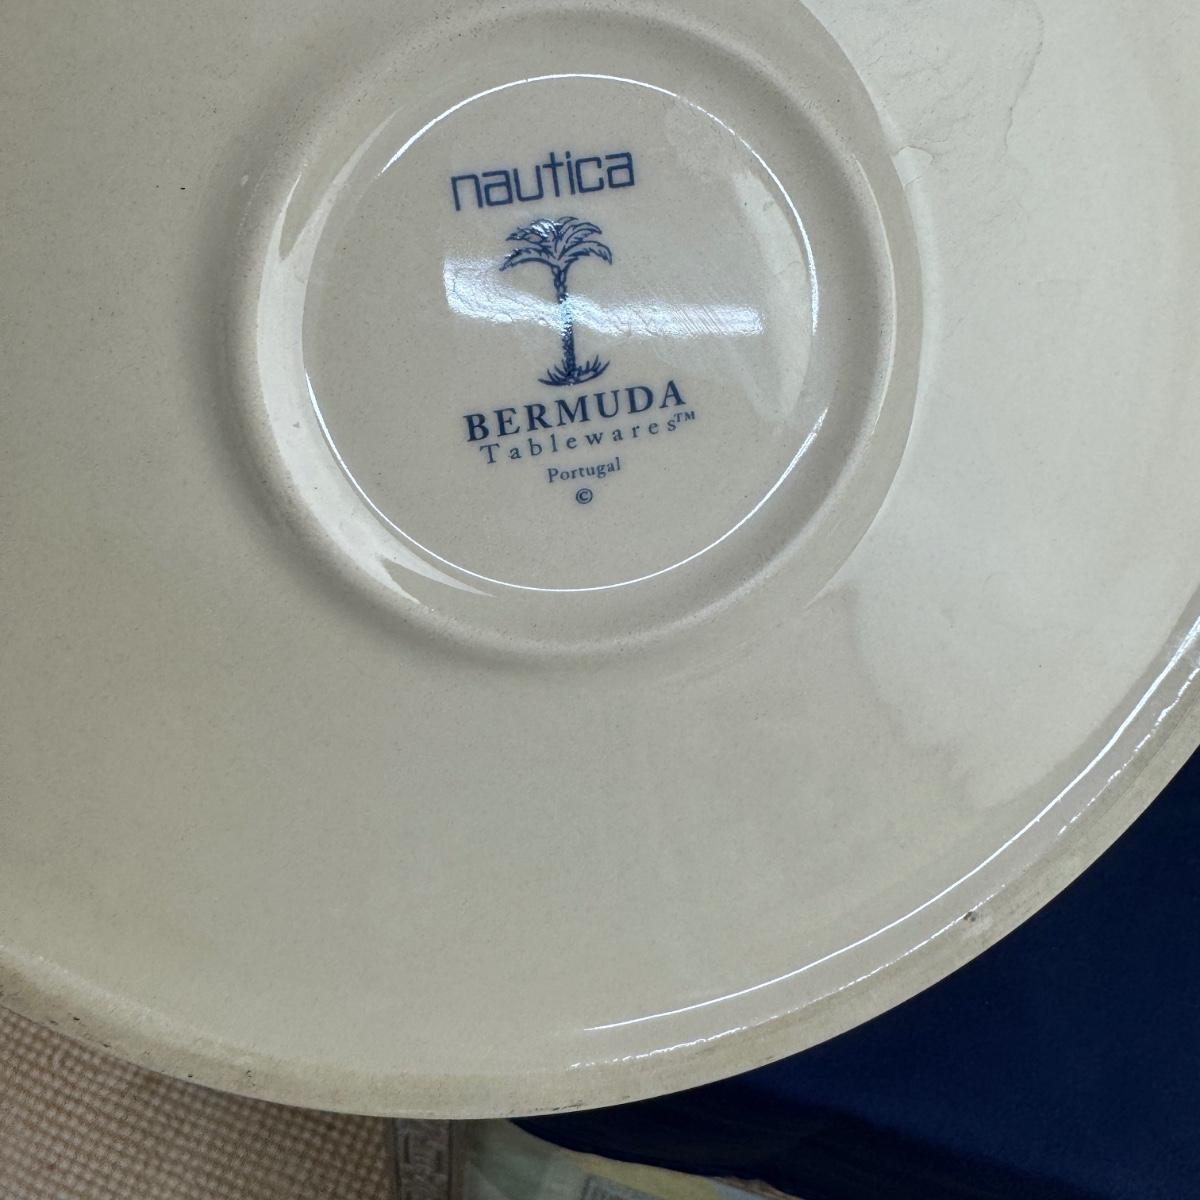 nautica
BERMUDA
Tablewares™
Portugal
©